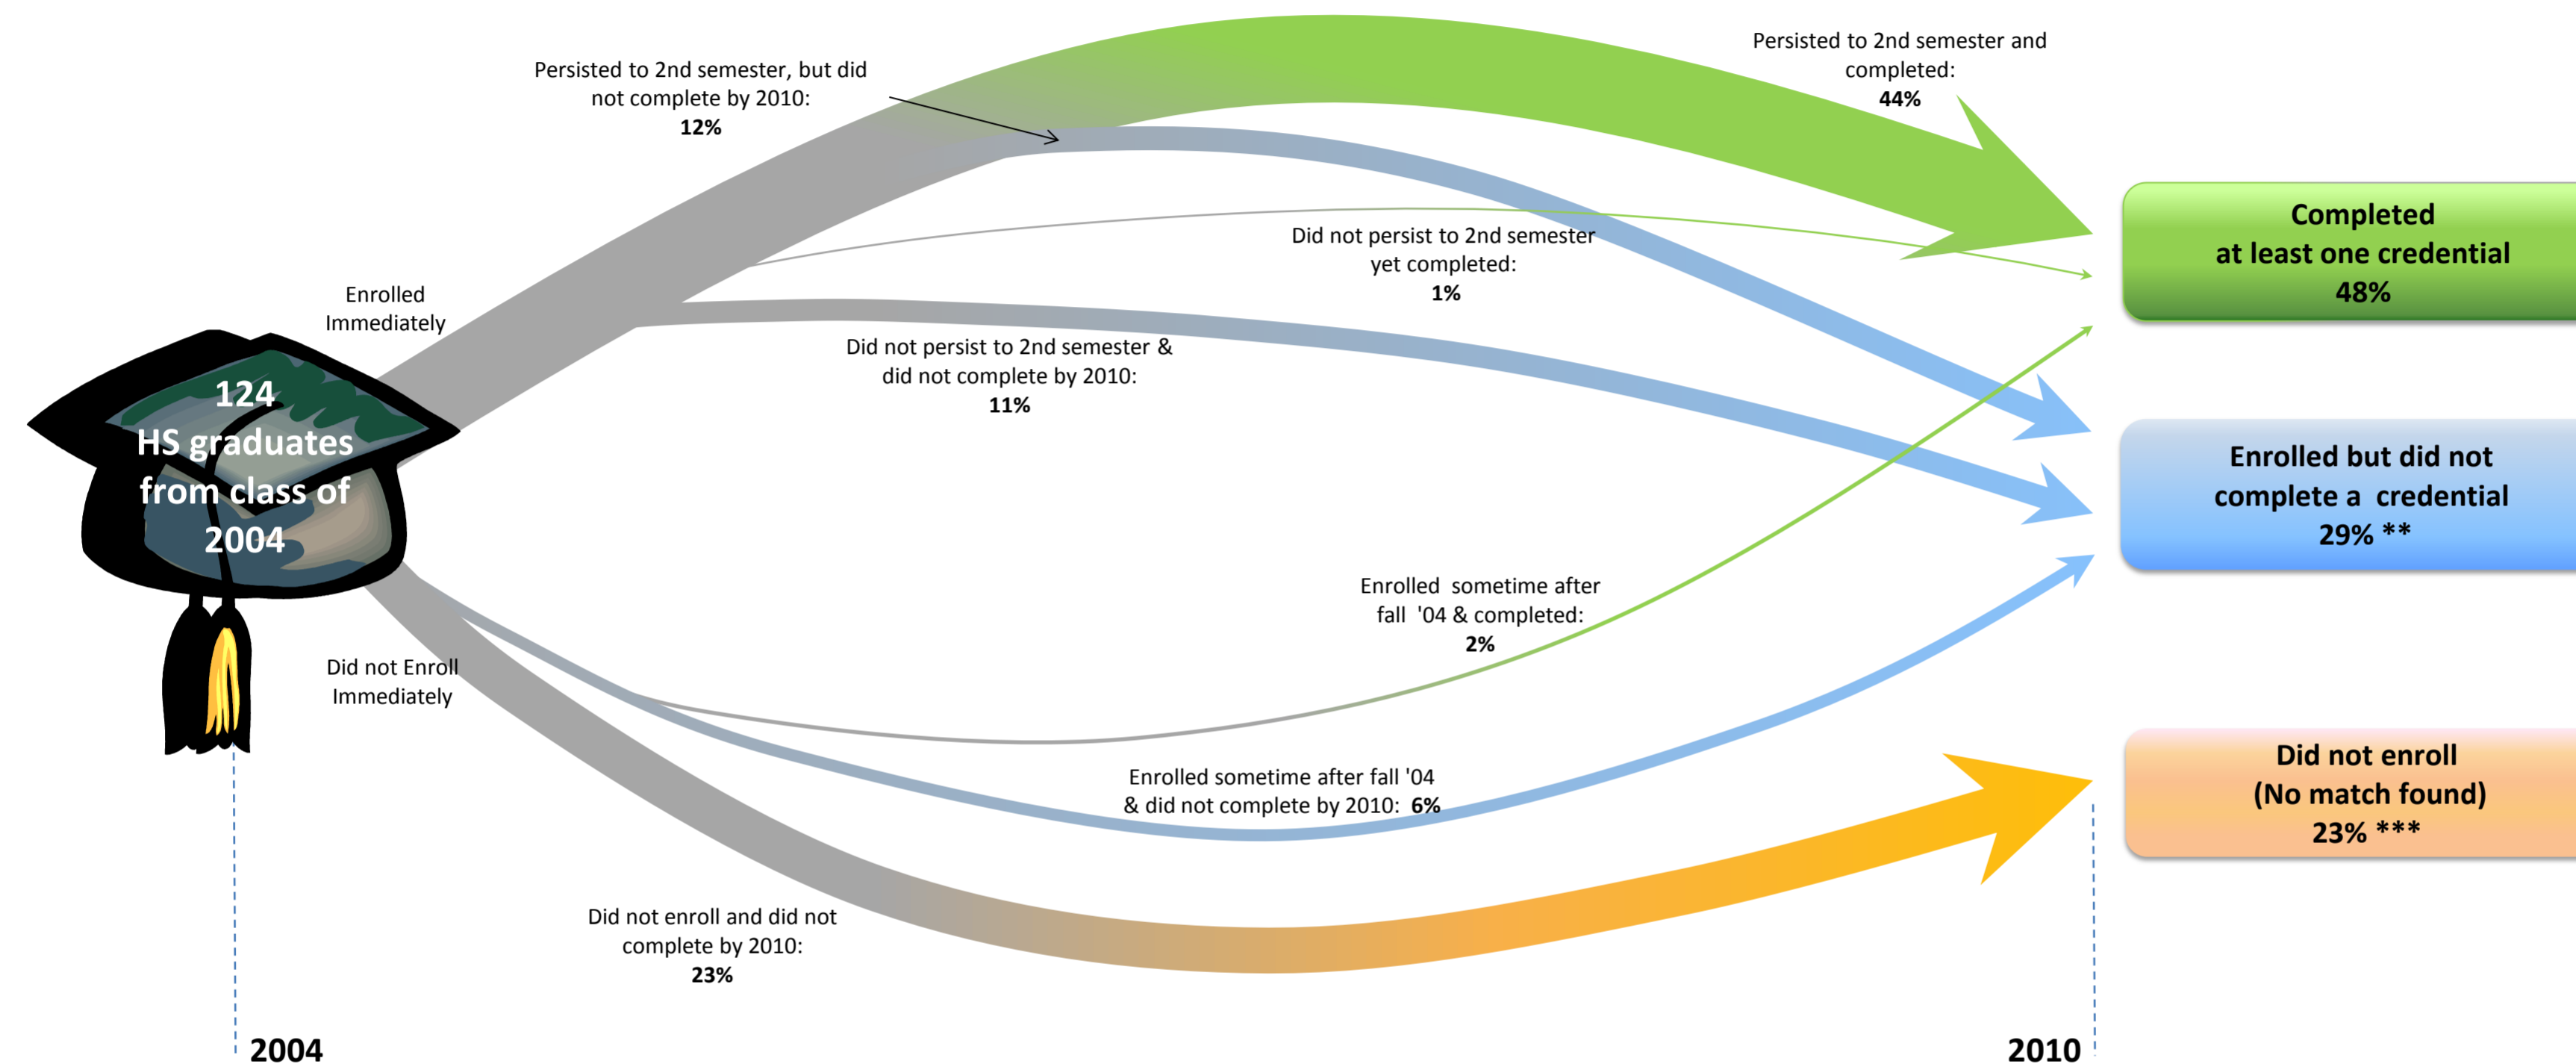 Persisted to 2nd semester, but did
not complete by 2010:
12%
Persisted to 2nd semester and
completed:
44%
Completed
at least one credential
48%
Did not persist to 2nd semester
yet completed:
1%
Enrolled
Immediately
Did not persist to 2nd semester &
did not complete by 2010:
11%
124
HS graduates
from class of
2004
Enrolled but did not
complete a credential
29% **
Enrolled sometime after
fall '04 & completed:
2%
Did not Enroll
Immediately
Enrolled sometime after fall '04
& did not complete by 2010: 6%
Did not enroll
(No match found)
23% ***
Did not enroll and did not
complete by 2010:
23%
2004
2010